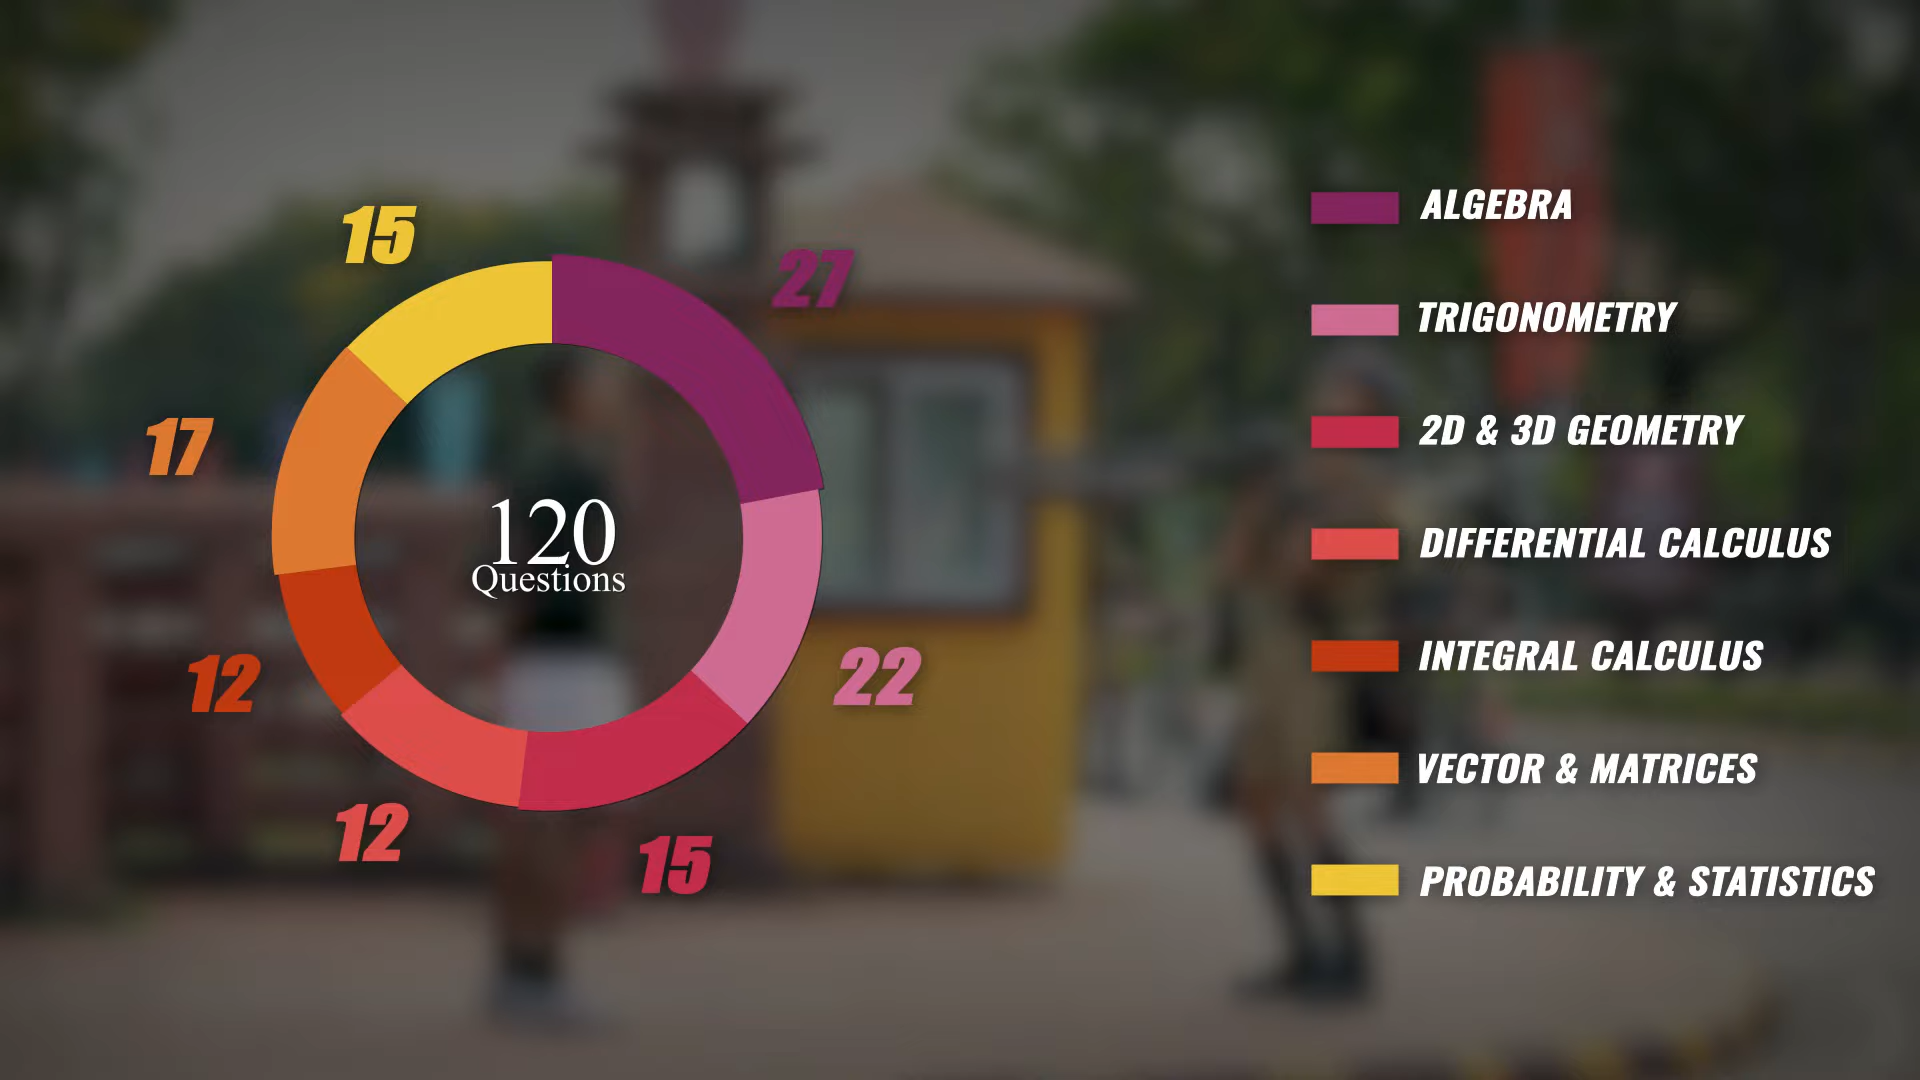 15
27
17
120
Questions
12
22
12
15
ALGEBRA
TRIGONOMETRY
2D & 3D GEOMETRY
DIFFERENTIAL CALCULUS
INTEGRAL CALCULUS
VECTOR & MATRICES
PROBABILITY & STATISTICS